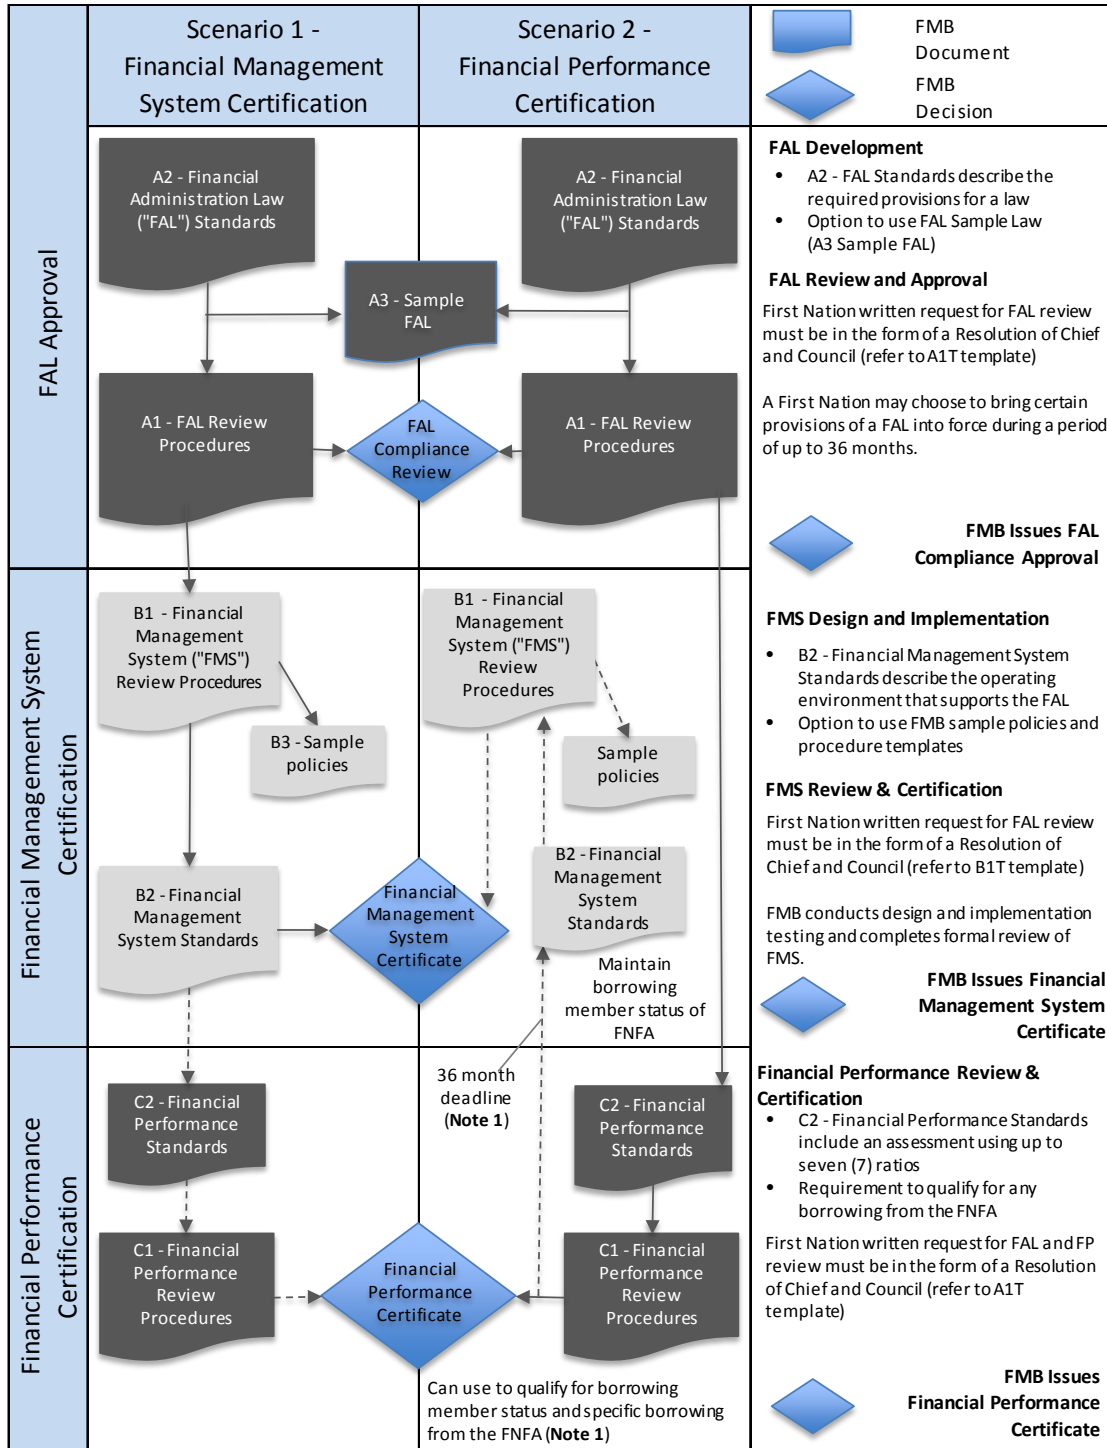 Scenario 1 -
Financial Management
System Certification
Scenario 2 -
Financial Performance
Certification
FMB
Document
FMB
Decision
FAL Approval
A2 - Financial
Administration Law
("FAL") Standards
A2 - Financial
Administration Law
("FAL") Standards
A3 - Sample
FAL
A1 - FAL Review
Procedures
FAL
Compliance
Review
A1 - FAL Review
Procedures
FAL Development
• A2 - FAL Standards describe the
required provisions for a law
• Option to use FAL Sample Law
(A3 Sample FAL)
FAL Review and Approval
First Nation written request for FAL review
must be in the form of a Resolution of Chief
and Council (refer to A1T template)
A First Nation may choose to bring certain
provisions of a FAL into force during a period
of up to 36 months.
FMB Issues FAL
Compliance Approval
Financial Management System
Certification
B1 - Financial
Management
System ("FMS")
Review Procedures
B3 - Sample
policies
B2 - Financial
Management
System Standards
Financial
Management
System
Certificate
B1 - Financial
Management
System ("FMS")
Review
Procedures
Sample
policies
B2 - Financial
Management
System
Standards
Maintain
borrowing
member status of
FNFA
FMS Design and Implementation
• B2 - Financial Management System
Standards describe the operating
environment that supports the FAL
• Option to use FMB sample policies and
procedure templates
FMS Review & Certification
First Nation written request for FAL review
must be in the form of a Resolution of
Chief and Council (refer to B1T template)
FMB conducts design and implementation
testing and completes formal review of
FMS.
FMB Issues Financial
Management System
Certificate
Financial Performance
Certification
C2 - Financial
Performance
Standards
C1 - Financial
Performance
Review
Procedures
Financial
Performance
Certificate
36 month
deadline
(Note 1)
C2 - Financial
Performance
Standards
C1 - Financial
Performance
Review
Procedures
Can use to qualify for borrowing
member status and specific borrowing
from the FNFA (Note 1)
Financial Performance Review &
Certification
• C2 - Financial Performance Standards
include an assessment using up to
seven (7) ratios
• Requirement to qualify for any
borrowing from the FNFA
First Nation written request for FAL and FP
review must be in the form of a Resolution
of Chief and Council (refer to A1T
template)
FMB Issues
Financial Performance
Certificate